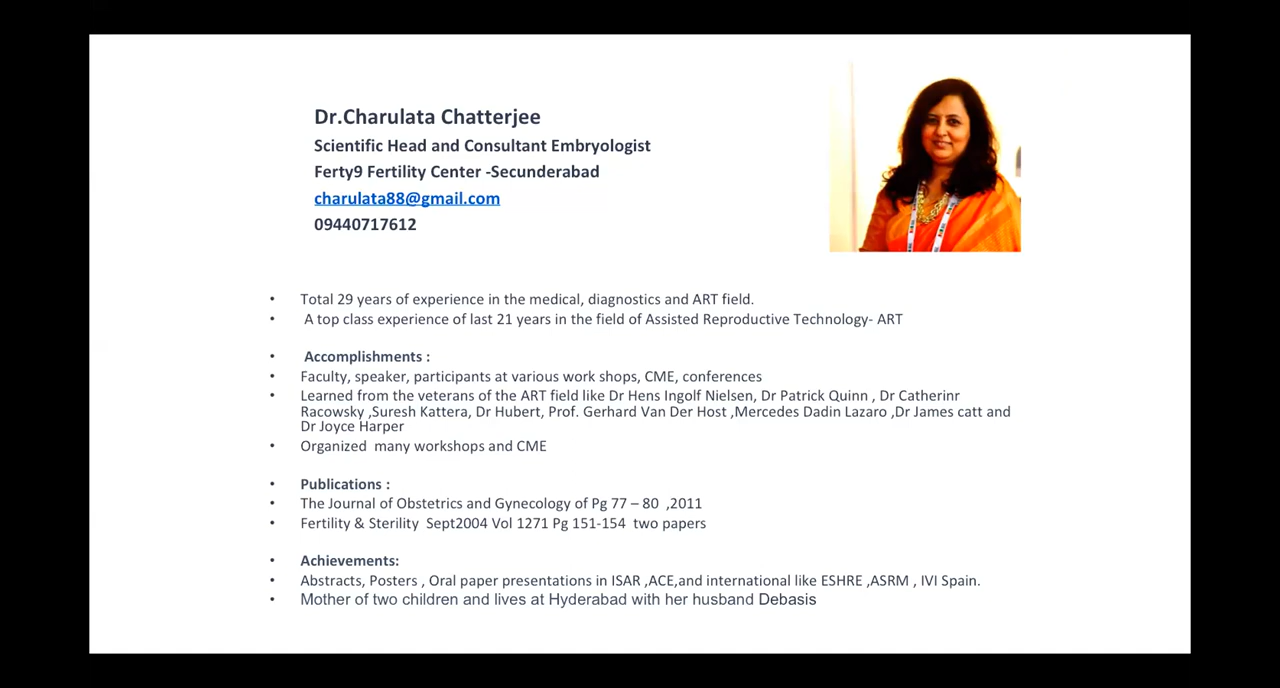 Dr.Charulata Chatterjee
Scientific Head and Consultant Embryologist
Ferty9 Fertility Center -Secunderabad
charulata88@gmail.com
09440717612
• Total 29 years of experience in the medical, diagnostics and ART field.
• A top class experience of last 21 years in the field of Assisted Reproductive Technology- ART
• Accomplishments :
• Faculty, speaker, participants at various work shops, CME, conferences
• Learned from the veterans of the ART field like Dr Hens Ingolf Nielsen, Dr Patrick Quinn , Dr Catherinr
Racowsky ,Suresh Kattera, Dr Hubert, Prof. Gerhard Van Der Host ,Mercedes Dadin Lazaro ,Dr James catt and
Dr Joyce Harper
• Organized many workshops and CME
• Publications :
• The Journal of Obstetrics and Gynecology of Pg 77 – 80 ,2011
• Fertility & Sterility Sept2004 Vol 1271 Pg 151-154 two papers
• Achievements:
• Abstracts, Posters , Oral paper presentations in ISAR ,ACE,and international like ESHRE ,ASRM , IVI Spain.
• Mother of two children and lives at Hyderabad with her husband Debasis